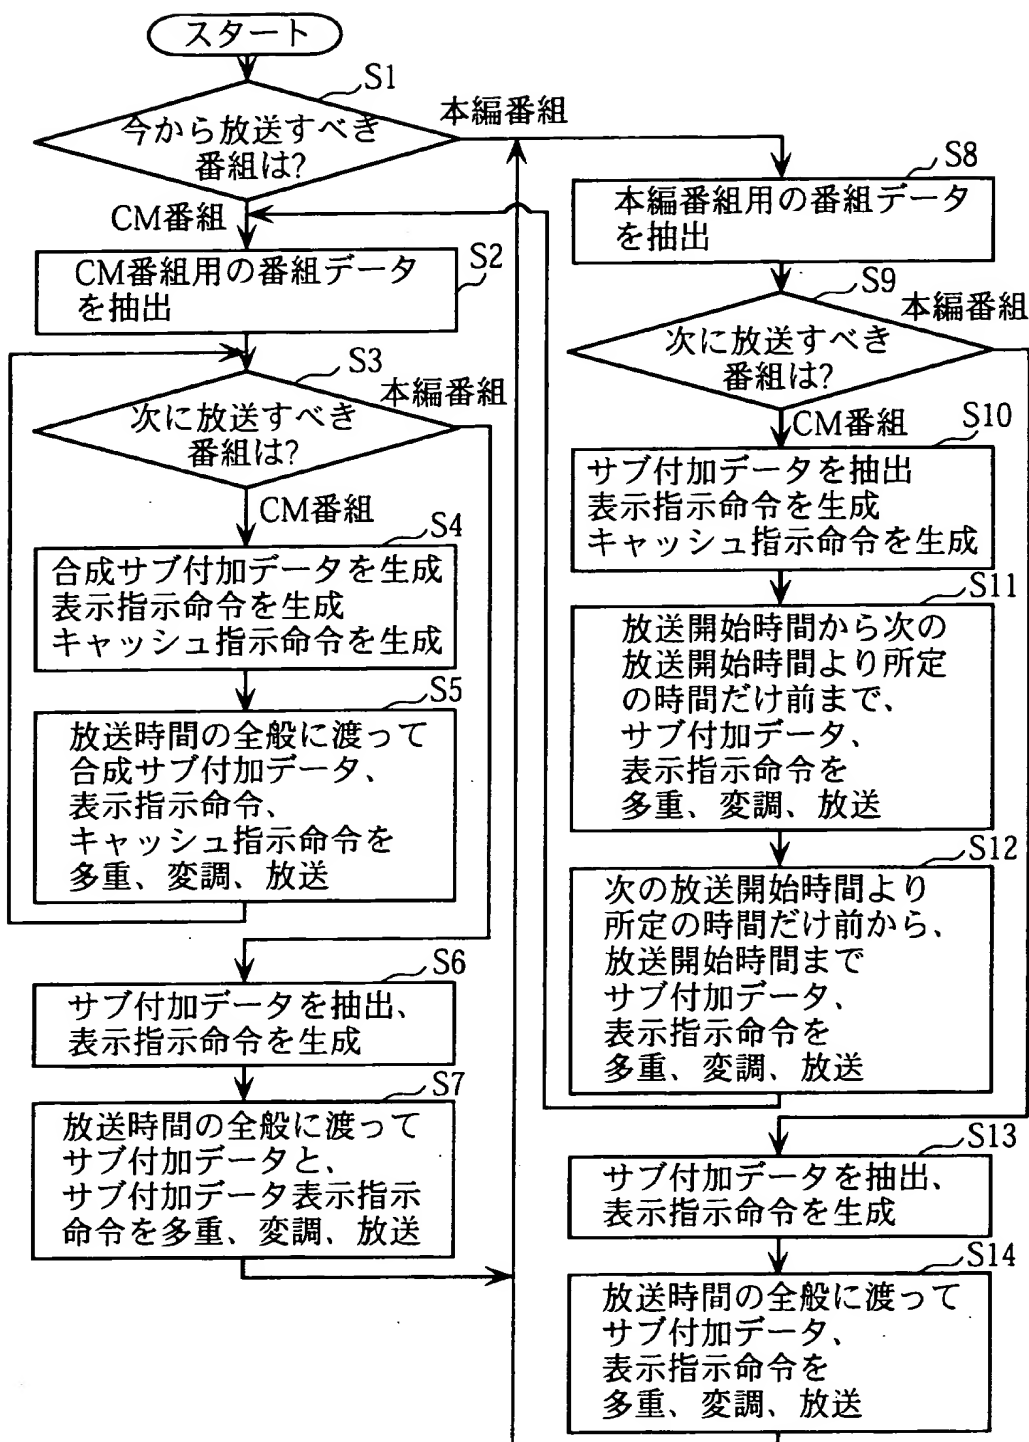 スタート
S1
今から放送すべき
番組は?
本編番組
CM番組
S2
CM番組用の番組データ
を抽出
S3
次に放送すべき
番組は?
本編番組
CM番組
S4
合成サブ付加データを生成
表示指示命令を生成
キャッシュ指示命令を生成
S5
放送時間の全般に渡って
合成サブ付加データ、
表示指示命令、
キャッシュ指示命令を
多重、変調、放送
S6
サブ付加データを抽出、
表示指示命令を生成
S7
放送時間の全般に渡って
サブ付加データと、
サブ付加データ表示指示
命令を多重、変調、放送
S8
本編番組用の番組データ
を抽出
S9
次に放送すべき
番組は?
本編番組
CM番組
S10
サブ付加データを抽出
表示指示命令を生成
キャッシュ指示命令を生成
S11
放送開始時間から次の
放送開始時間より所定
の時間だけ前まで、
サブ付加データ、
表示指示命令を
多重、変調、放送
S12
次の放送開始時間より
所定の時間だけ前から、
放送開始時間まで
サブ付加データ、
表示指示命令を
多重、変調、放送
S13
サブ付加データを抽出、
表示指示命令を生成
S14
放送時間の全般に渡って
サブ付加データ、
表示指示命令を
多重、変調、放送